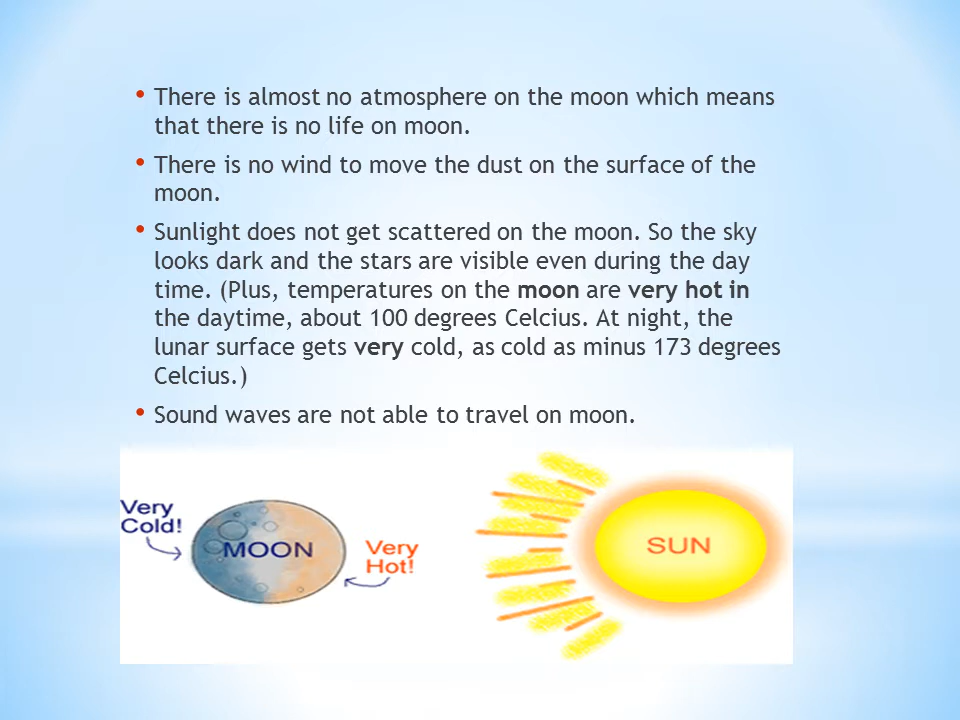 • There is almost no atmosphere on the moon which means
that there is no life on moon.
• There is no wind to move the dust on the surface of the
moon.
• Sunlight does not get scattered on the moon. So the sky
looks dark and the stars are visible even during the day
time. (Plus, temperatures on the moon are very hot in
the daytime, about 100 degrees Celcius. At night, the
lunar surface gets very cold, as cold as minus 173 degrees
Celcius.)
• Sound waves are not able to travel on moon.
Very
Cold!
MOON
Very
Hot!
SUN